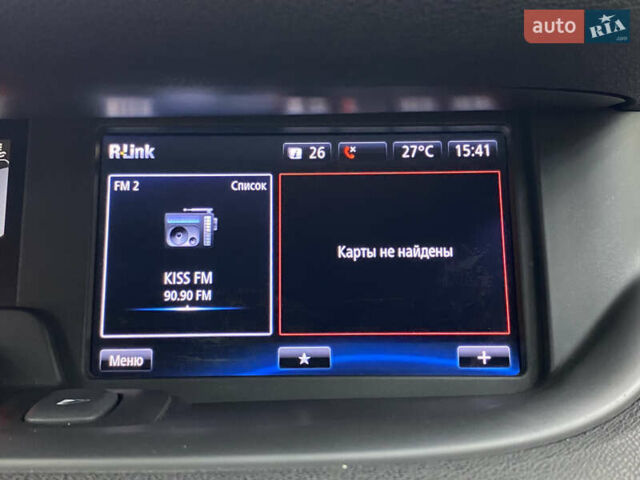 auto RIA .com
R-Link
26
27°C
15:41
FM 2
Список
KISS FM
90.90 FM
Карты не найдены
Меню